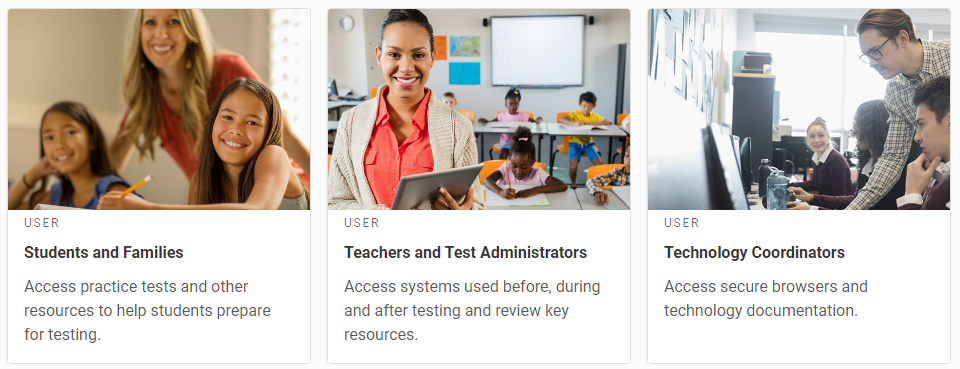 USER
Students and Families
Access practice tests and other
resources to help students prepare
for testing.
USER
Teachers and Test Administrators
Access systems used before, during
and after testing and review key
resources.
USER
Technology Coordinators
Access secure browsers and
technology documentation.